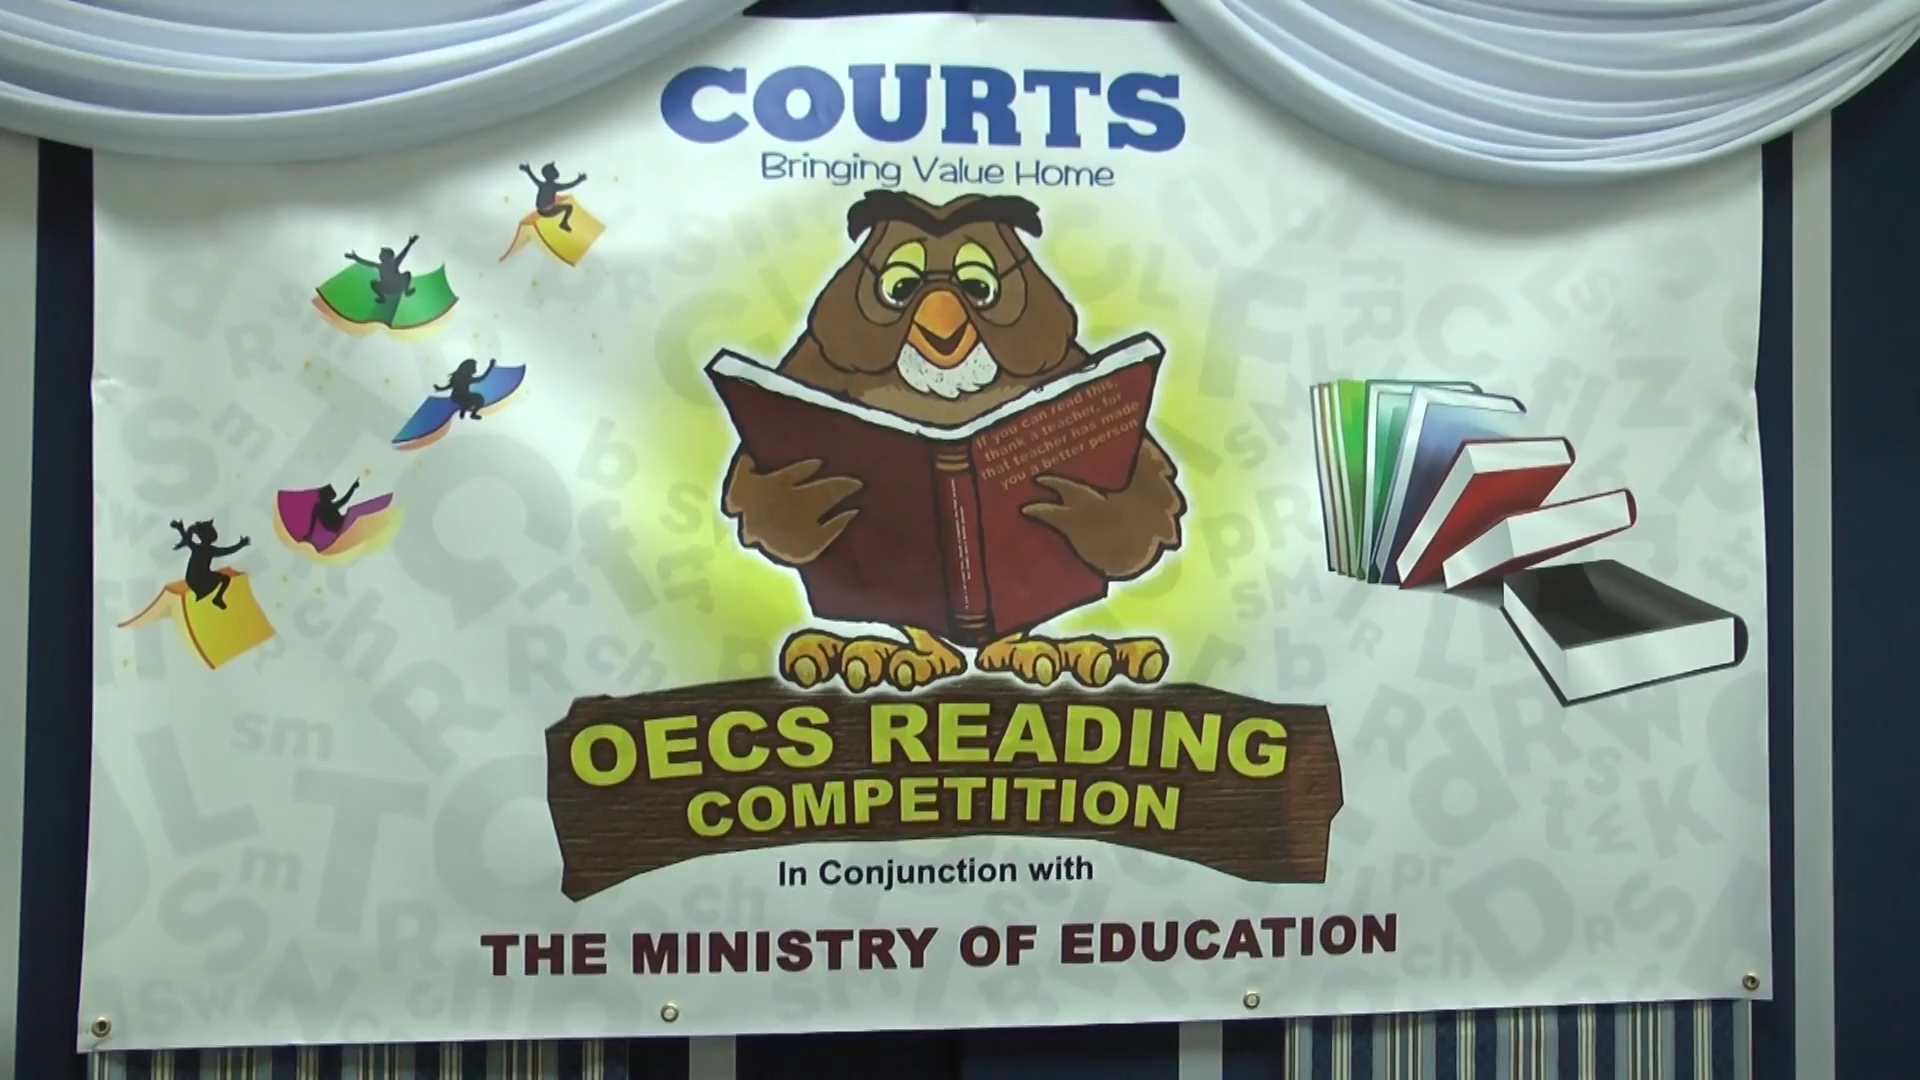 COURTS
Bringing Value Home
If you can read this,
thank a teacher, for
that teacher has made
you a better person
OECS READING
COMPETITION
In Conjunction with
THE MINISTRY OF EDUCATION